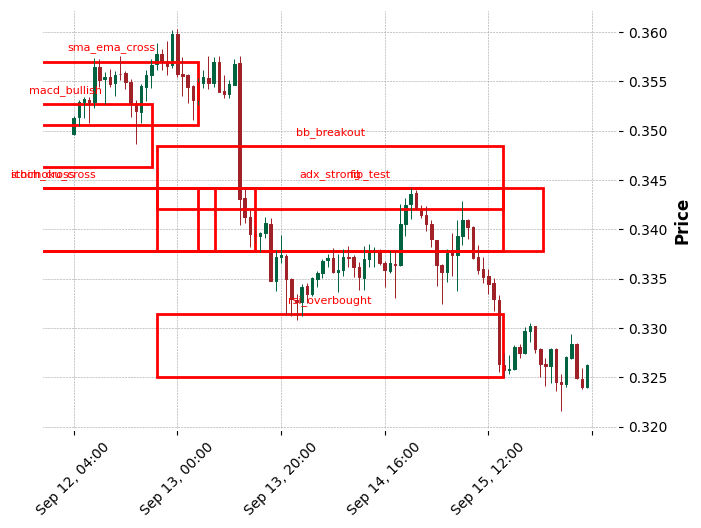 0.360
sma_ema_cross
0.355
macd_bullish
0.350
bb_breakout
0.345
adx_strong
fib_test
0.340
Price
0.335
0.330
0.325
0.320
Sep 12, 04:00
Sep 13, 00:00
Sep 13, 20:00
Sep 14, 16:00
Sep 15, 12:00